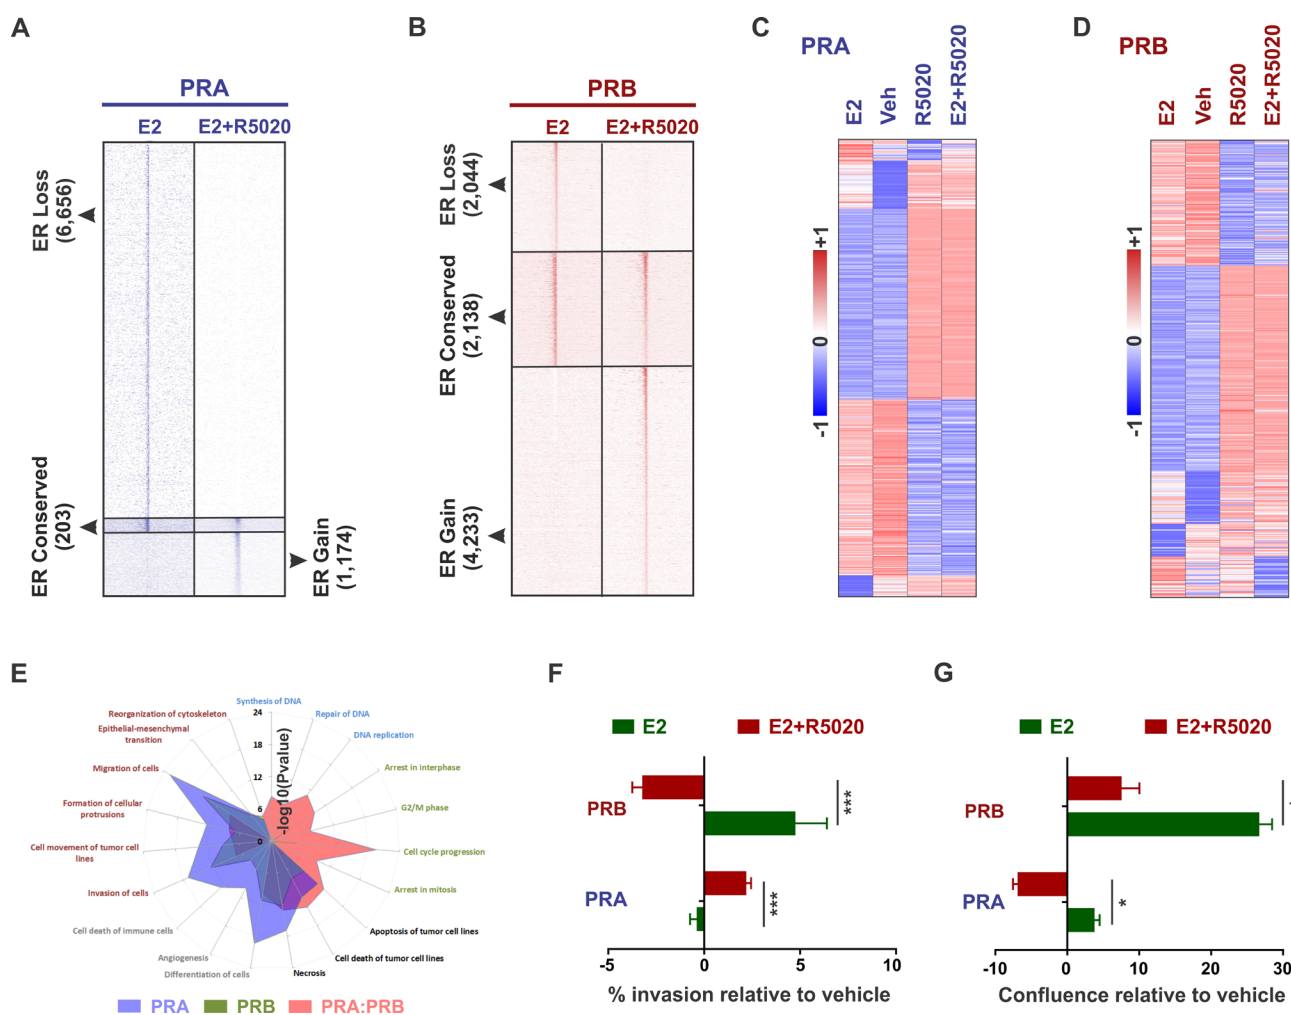 A
PRA
E2 E2+R5020
ER Loss
(6,656)
ER Conserved
(203)
ER Gain
(1,174)
B
PRB
E2 E2+R5020
ER Loss
(2,044)
ER Conserved
(2,138)
ER Gain
(4,233)
C
PRA
E2
Veh
R5020
E2+R5020
+1
0
-1
D
PRB
E2
Veh
R5020
E2+R5020
+1
0
-1
E
Synthesis of DNA
Repair of DNA
DNA replication
Arrest in interphase
G2/M phase
Cell cycle progression
Arrest in mitosis
Apoptosis of tumor cell lines
Cell death of tumor cell lines
Necrosis
Differentiation of cells
Angiogenesis
Cell death of immune cells
Invasion of cells
Cell movement of tumor cell
lines
Formation of cellular
protrusions
Migration of cells
Epithelial-mesenchymal
transition
Reorganization of cytoskeleton
24
18
12
6
0
-log10(Pvalue)
PRA PRB PRA:PRB
F
E2 E2+R5020
PRB
***
PRA
***
-5 0 5 10
% invasion relative to vehicle
G
E2 E2+R5020
PRB
PRA
*
-10 0 10 20 30
Confluence relative to vehicle